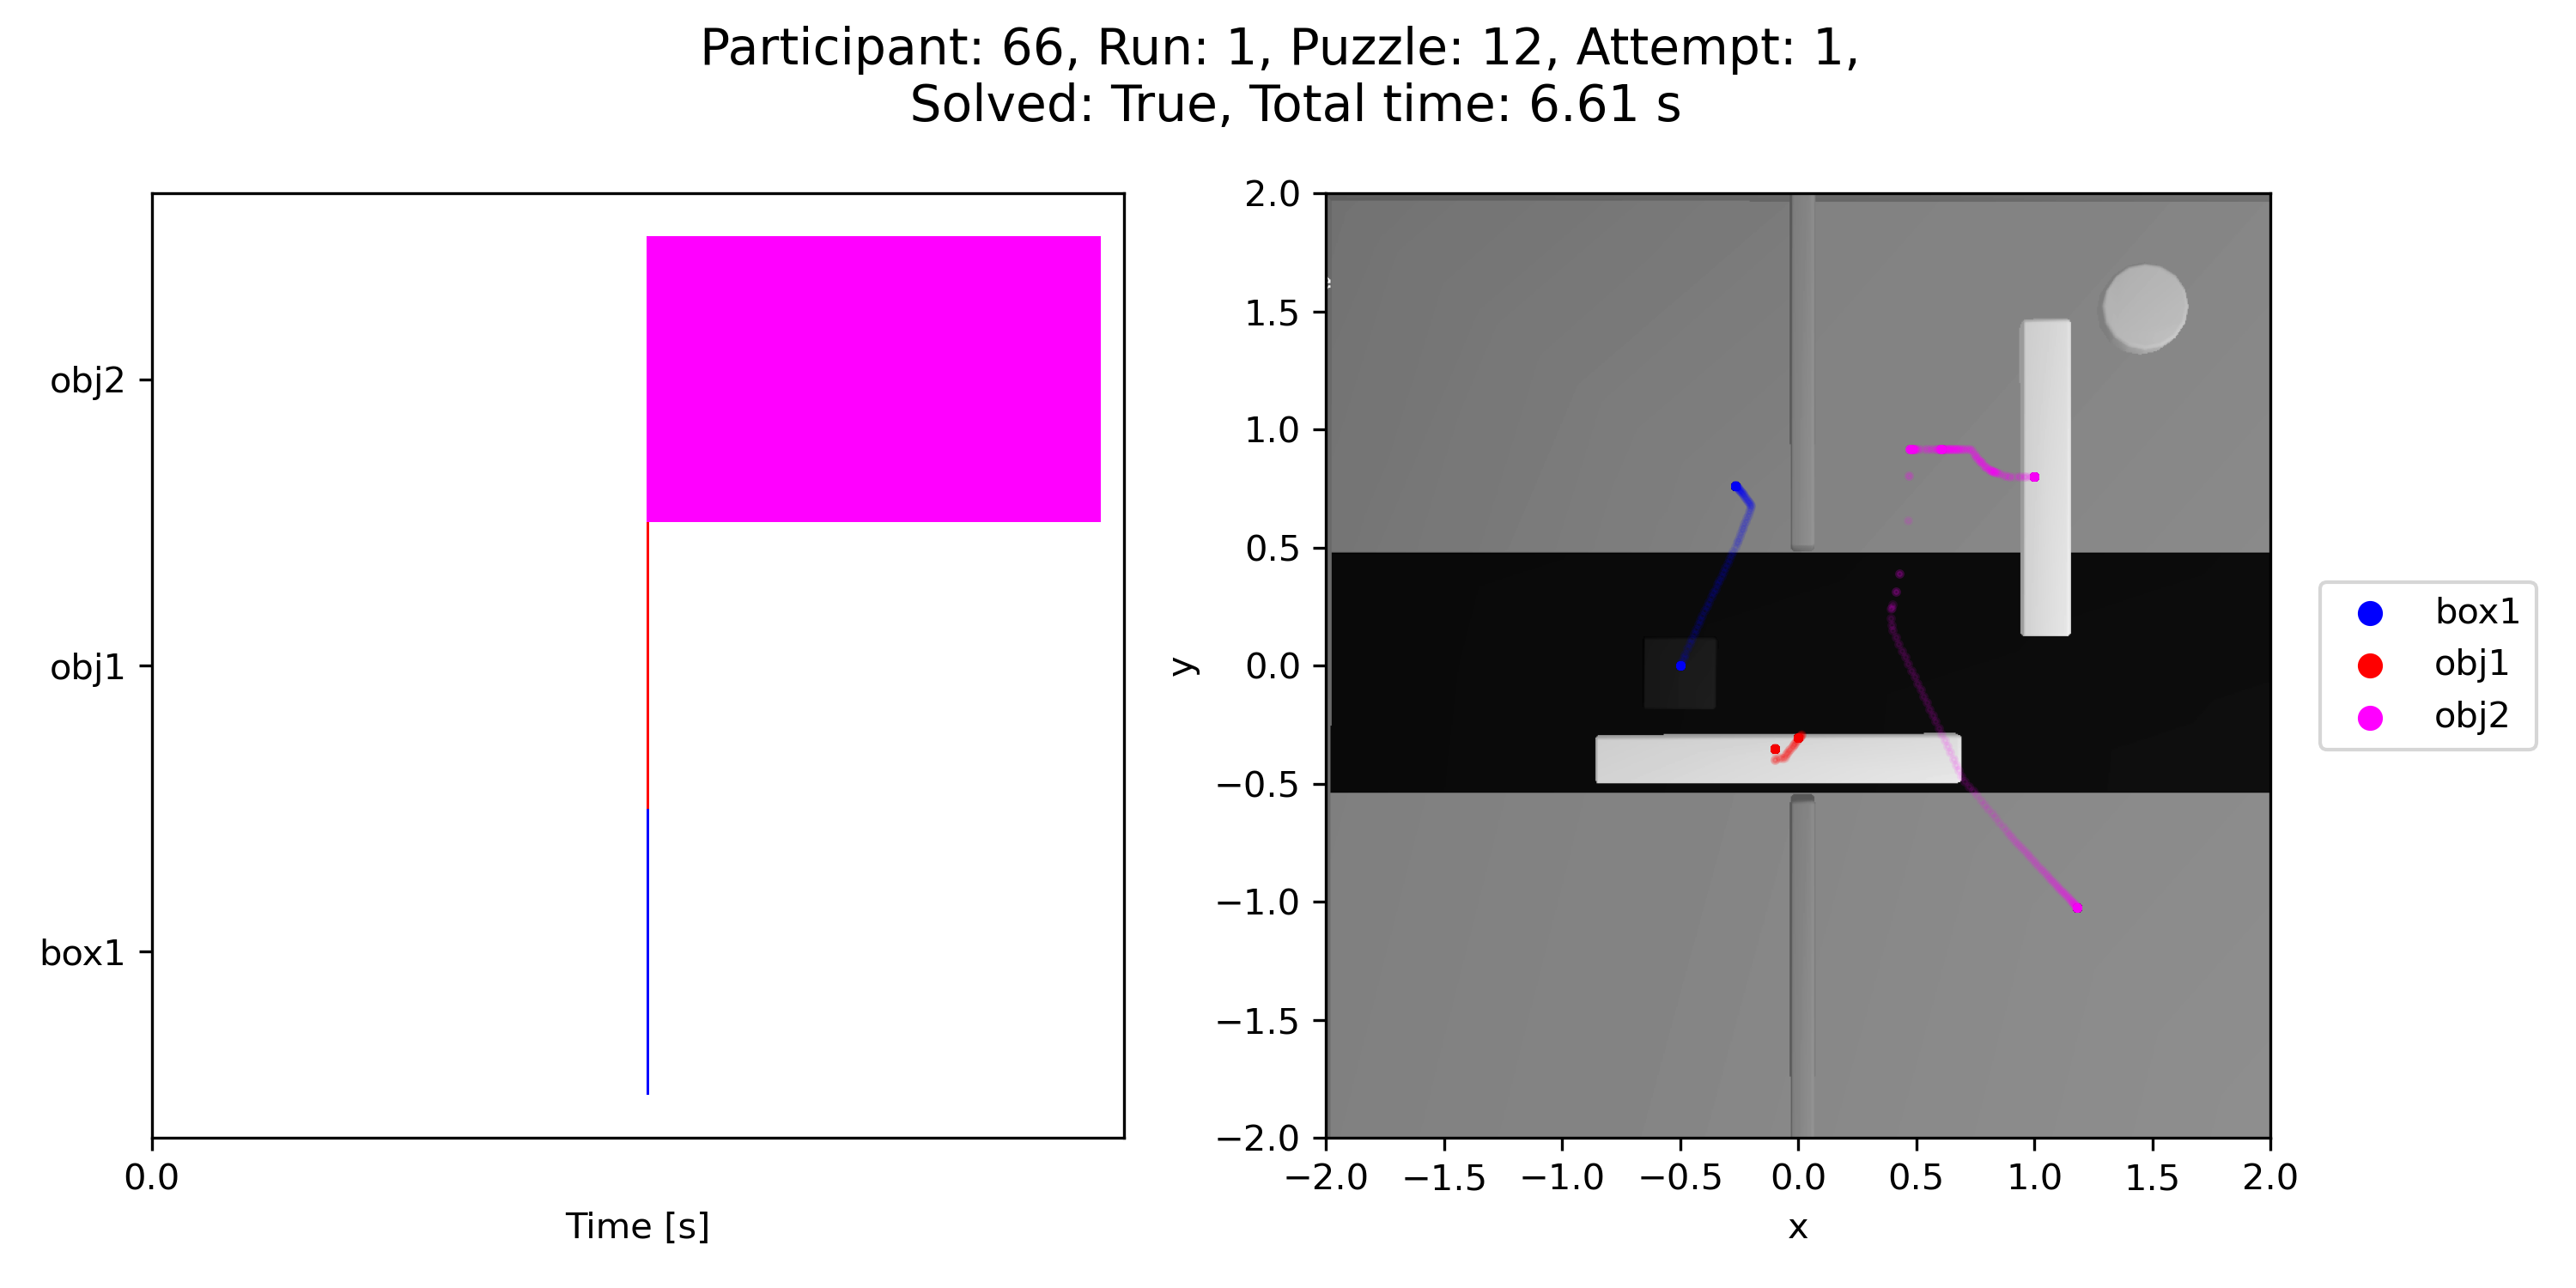 Participant: 66, Run: 1, Puzzle: 12, Attempt: 1,
Solved: True, Total time: 6.61 s
obj2
obj1
box1
0.0
Time [s]
2.0
1.5
1.0
0.5
0.0
−0.5
−1.0
−1.5
−2.0
y
−2.0 −1.5 −1.0 −0.5 0.0 0.5 1.0 1.5 2.0
x
box1
obj1
obj2